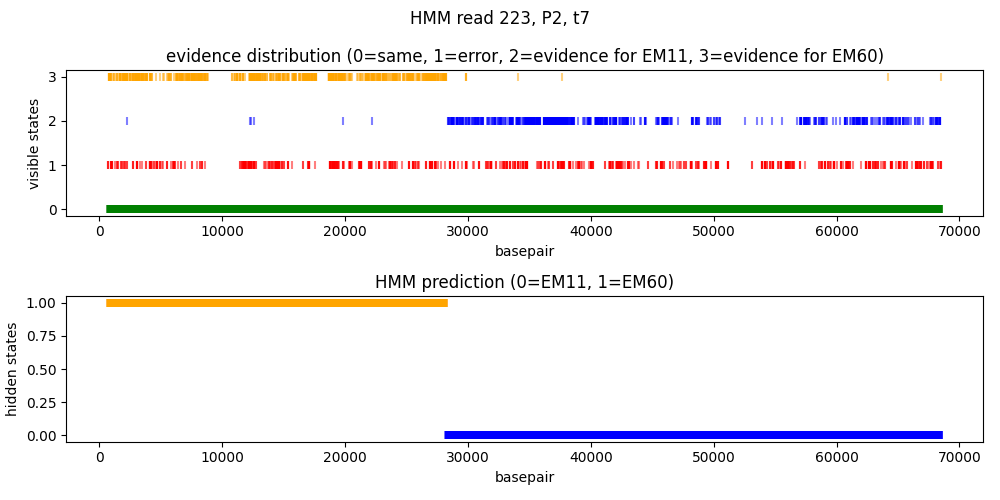 HMM read 223, P2, t7
evidence distribution (0=same, 1=error, 2=evidence for EM11, 3=evidence for EM60)
visible states
3
2
1
0
0 10000 20000 30000 40000 50000 60000 70000
basepair
HMM prediction (0=EM11, 1=EM60)
hidden states
1.00
0.75
0.50
0.25
0.00
0 10000 20000 30000 40000 50000 60000 70000
basepair